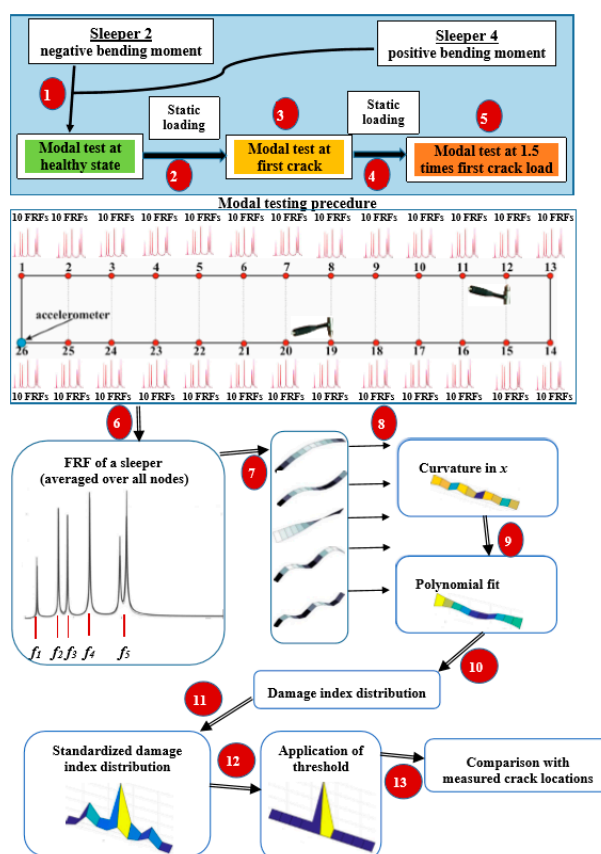 Sleeper 2
negative bending moment
Sleeper 4
positive bending moment
1
Static
loading
3
Static
loading
5
Modal test at
healthy state
Modal test at
first crack
Modal test at 1.5
times first crack load
2
4
Modal testing precedure
10 FRFs 10 FRFs 10 FRFs 10 FRFs 10 FRFs 10 FRFs 10 FRFs 10 FRFs 10 FRFs 10 FRFs 10 FRFs 10 FRFs 10 FRFs
1 2 3 4 5 6 7 8 9 10 11 12 13
accelerometer
26 25 24 23 22 21 20 19 18 17 16 15 14
10 FRFs 10 FRFs 10 FRFs 10 FRFs 10 FRFs 10 FRFs 10 FRFs 10 FRFs 10 FRFs 10 FRFs 10 FRFs 10 FRFs 10 FRFs
6
7
8
FRF of a sleeper
(averaged over all nodes)
f1 f2 f3 f4 f5
Curvature in x
9
Polynomial fit
10
Damage index distribution
11
Standardized damage
index distribution
12
Application of
threshold
13
Comparison with
measured crack locations